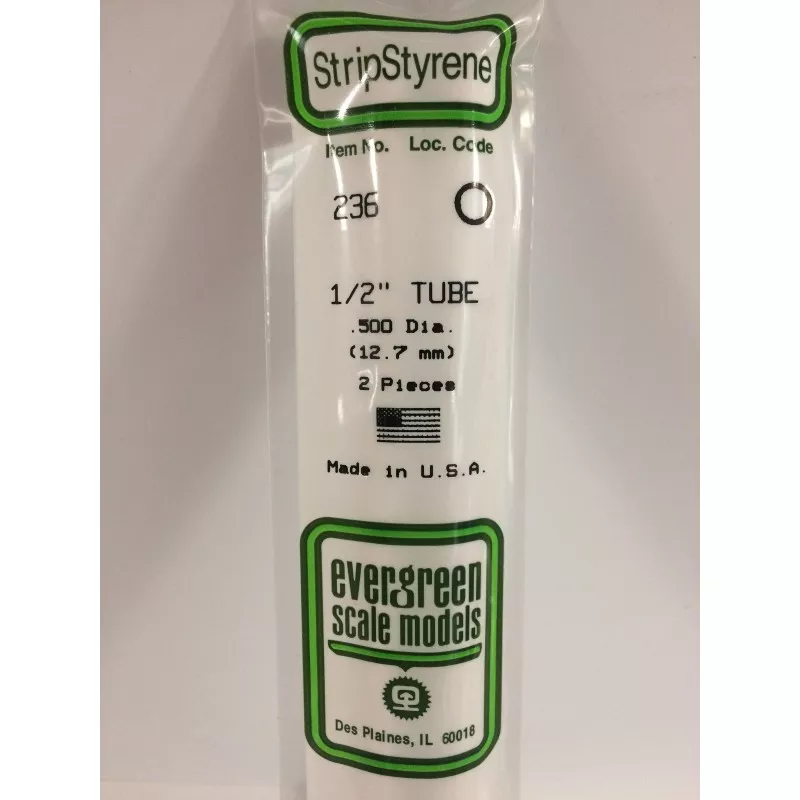 StripStyrene
Item No. Loc. Code
236
1/2" TUBE
.500 Dia.
(12.7 mm)
2 Pieces
Made in U.S.A.
evergreen
scale models
Des Plaines, IL 60018